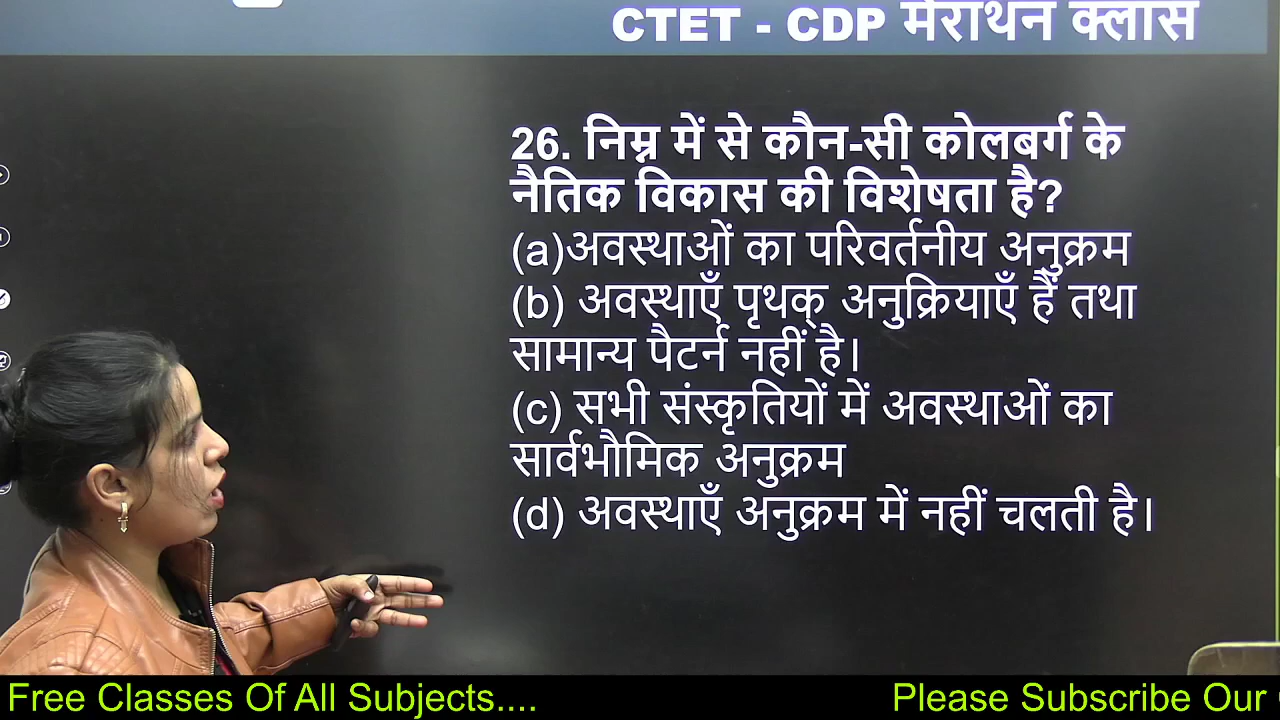 CTET - CDP मैराथन क्लास
26. निम्न में से कौन-सी कोलबर्ग के
नैतिक विकास की विशेषता है?
(a)अवस्थाओं का परिवर्तनीय अनुक्रम
(b) अवस्थाएँ पृथक् अनुक्रियाएँ हैं तथा
सामान्य पैटर्न नहीं है।
(c) सभी संस्कृतियों में अवस्थाओं का
सार्वभौमिक अनुक्रम
(d) अवस्थाएँ अनुक्रम में नहीं चलती है।
Free Classes Of All Subjects....
Please Subscribe Our